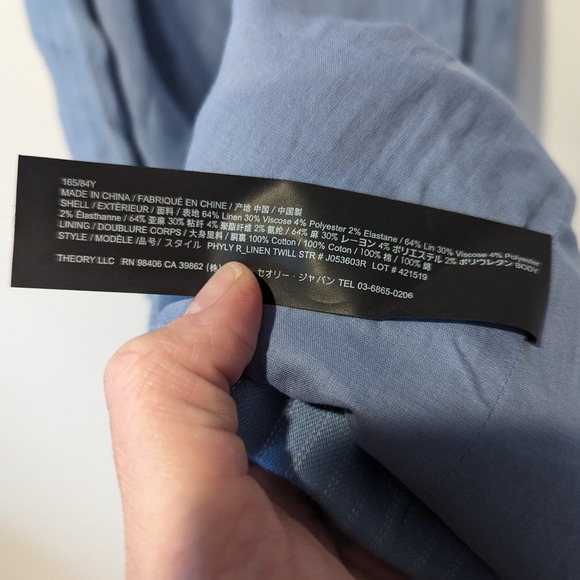 165/84Y
MADE IN CHINA / FABRIQUÉ EN CHINE / 产地 中国 / 中国製
SHELL / EXTÉRIEUR / 面料 / 表地 64% Linen 30% Viscose 4% Polyester 2% Elastane / 64% Lin 30% Viscose 4% Polyester
2% Élasthanne / 64% 亚麻 30% 粘纤 4% 聚酯纤维 2% 氨纶 / 64% 麻 30% レーヨン 4% ポリエステル 2% ポリウレタン BODY
LINING / DOUBLURE CORPS / 大身里料 / 胴裏 100% Cotton / 100% Coton / 100% 棉 / 100% 綿
STYLE / MODÈLE /品号/ スタイル PHYLY R_LINEN TWILL STR # J053603R LOT # 421519
THEORY LLC RN 98406 CA 39862 (株) セオリー・ジャパン TEL 03-6865-0206